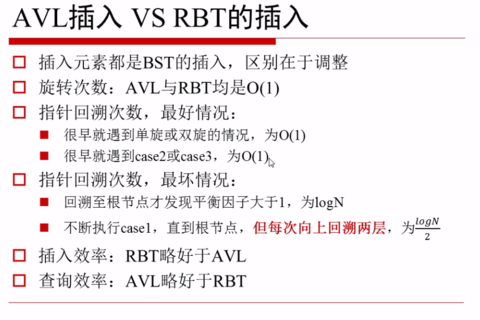 AVL插入 VS RBT的插入
插入元素都是BST的插入，区别在于调整
旋转次数：AVL与RBT均是O(1)
指针回溯次数，最好情况：
很早就遇到单旋或双旋的情况，为O(1)
很早就遇到case2或case3，为O(1)
指针回溯次数，最坏情况：
回溯至根节点才发现平衡因子大于1，为logN
不断执行case1，直到根节点，但每次向上回溯两层，为logN/2
插入效率：RBT略好于AVL
查询效率：AVL略好于RBT